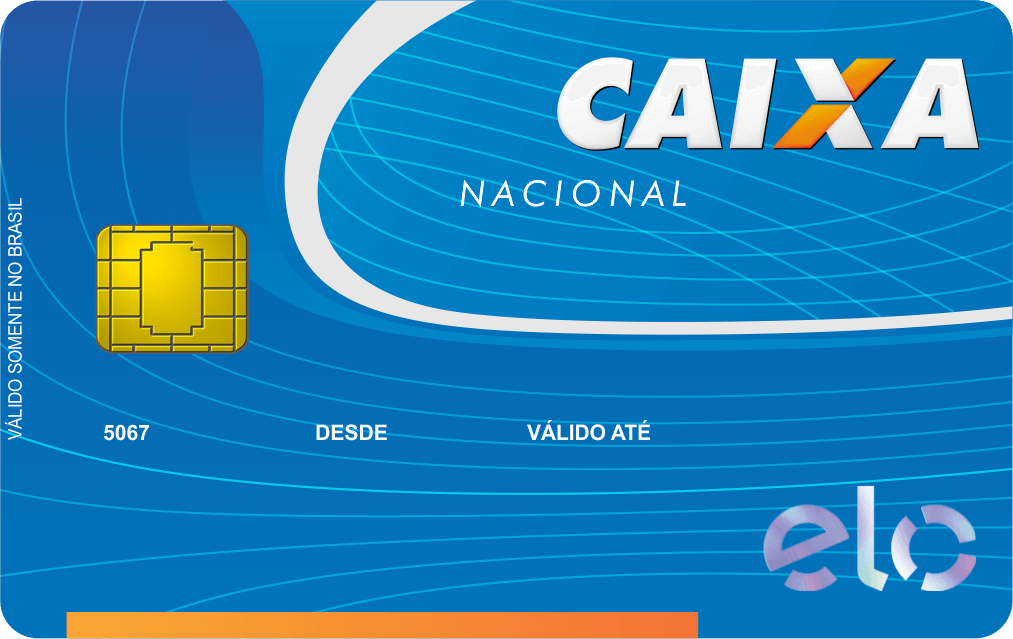 CAIXA
NACIONAL
VÁLIDO SOMENTE NO BRASIL
5067 DESDE VÁLIDO ATÉ
elo